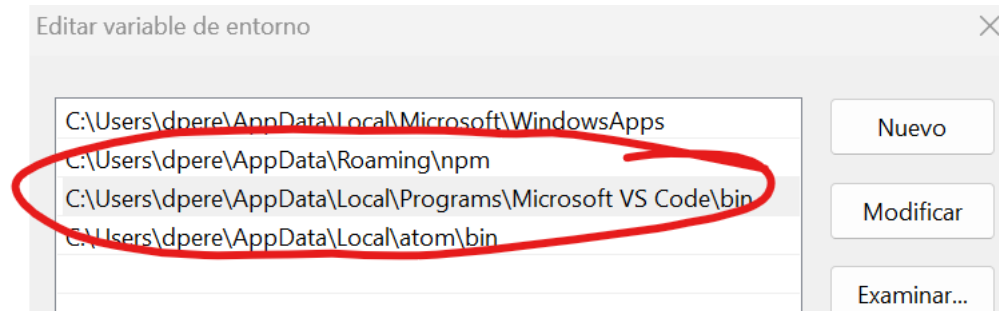 Editar variable de entorno
C:\Users\dpere\AppData\Local\Microsoft\WindowsApps
C:\Users\dpere\AppData\Roaming\npm
C:\Users\dpere\AppData\Local\Programs\Microsoft VS Code\bin
C:\Users\dpere\AppData\Local\atom\bin
Nuevo
Modificar
Examinar...